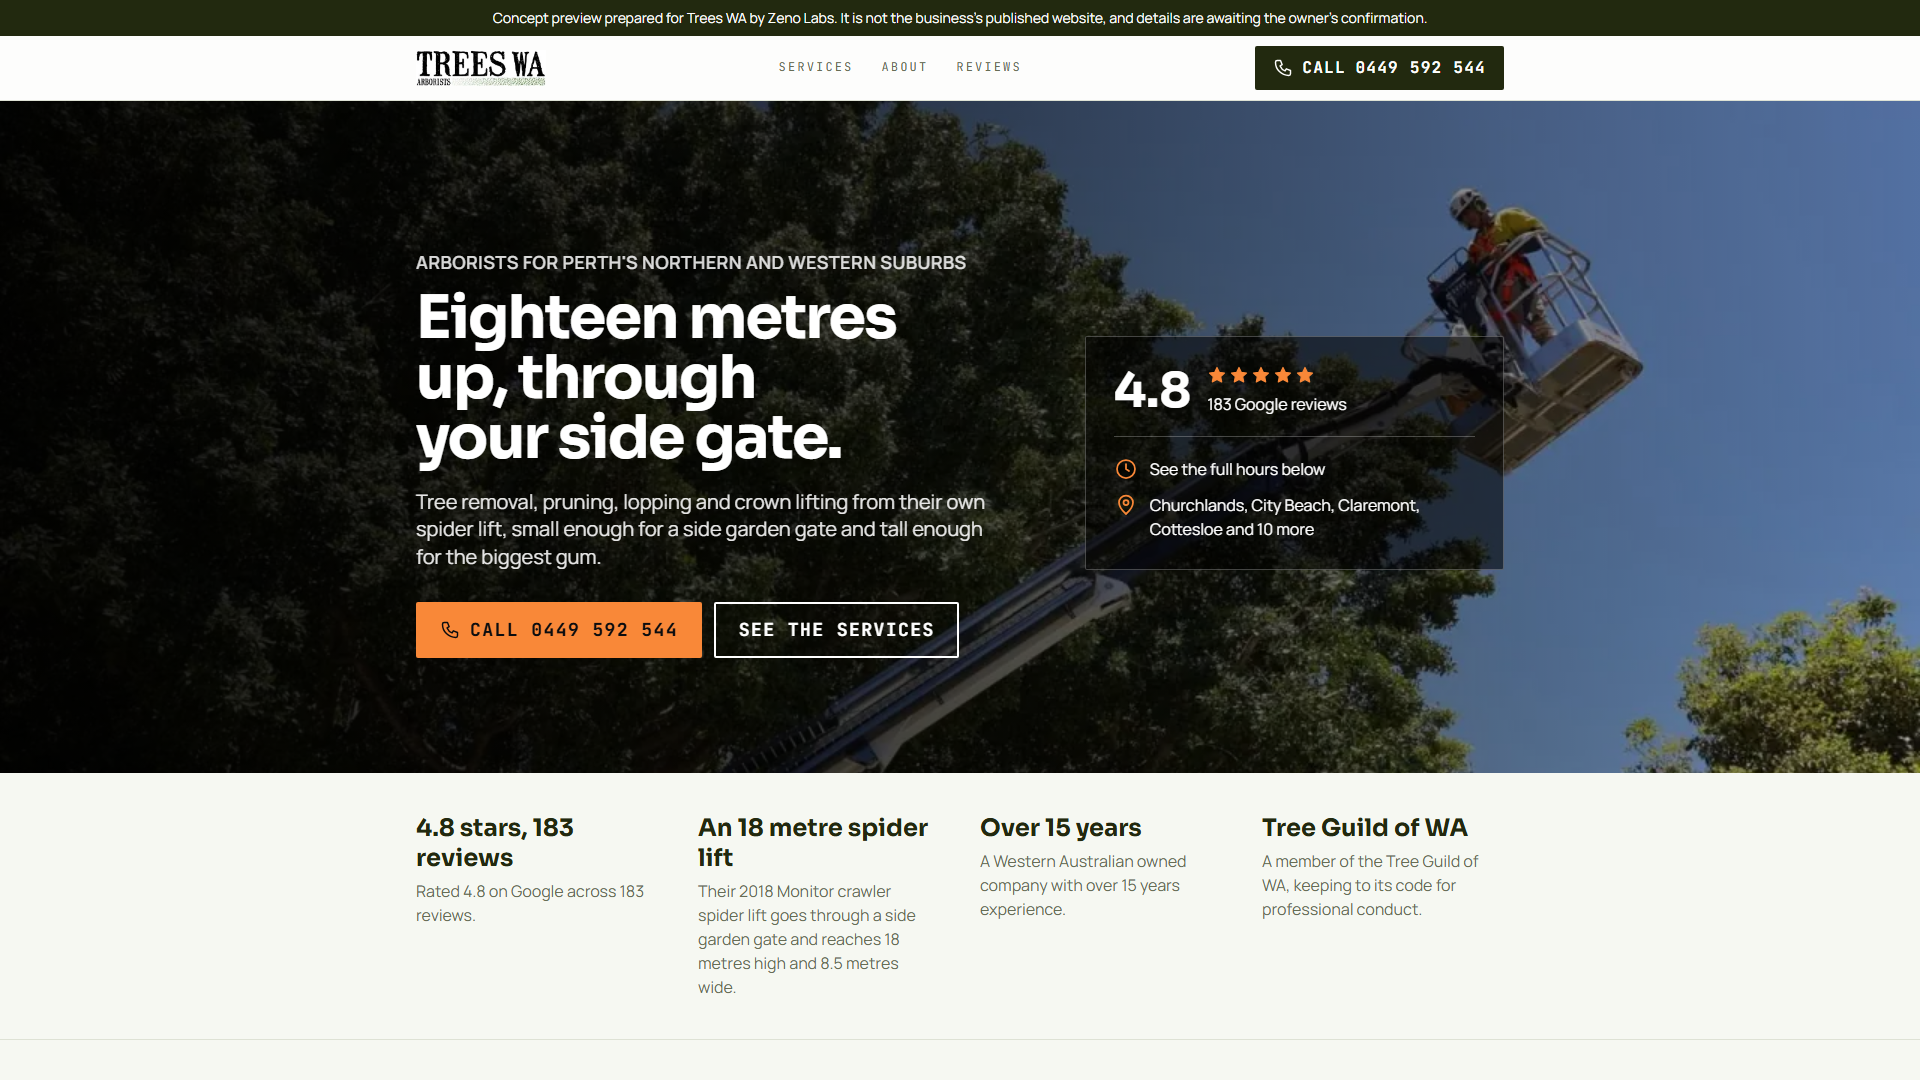 Concept preview prepared for Trees WA by Zeno Labs. It is not the business's published website, and details are awaiting the owner's confirmation.
TREES WA
ARBORISTS
SERVICES
ABOUT
REVIEWS
CALL 0449 592 544
ARBORISTS FOR PERTH'S NORTHERN AND WESTERN SUBURBS
Eighteen metres
up, through
your side gate.
Tree removal, pruning, lopping and crown lifting from their own
spider lift, small enough for a side garden gate and tall enough
for the biggest gum.
CALL 0449 592 544
SEE THE SERVICES
4.8
183 Google reviews
See the full hours below
Churchlands, City Beach, Claremont,
Cottesloe and 10 more
4.8 stars, 183
reviews
Rated 4.8 on Google across 183
reviews.
An 18 metre spider
lift
Their 2018 Monitor crawler
spider lift goes through a side
garden gate and reaches 18
metres high and 8.5 metres
wide.
Over 15 years
A Western Australian owned
company with over 15 years
experience.
Tree Guild of WA
A member of the Tree Guild of
WA, keeping to its code for
professional conduct.